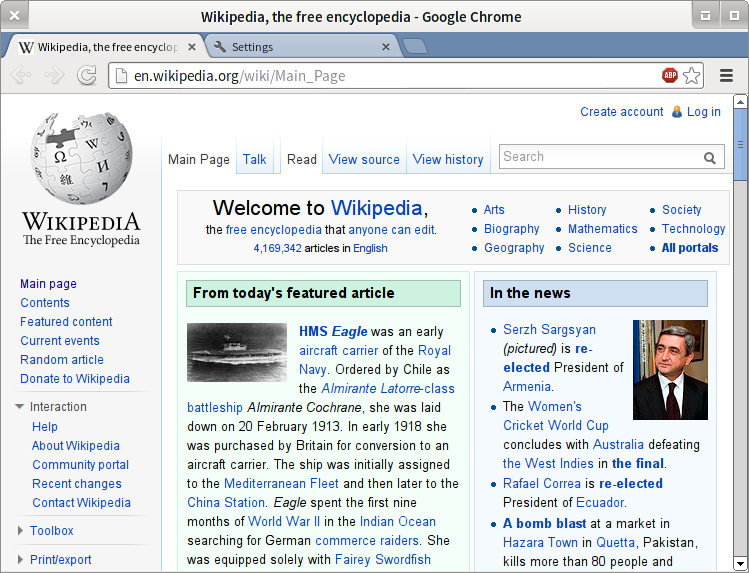 Wikipedia, the free encyclopedia - Google Chrome
Wikipedia, the free encyclop
Settings
en.wikipedia.org/wiki/Main_Page
ABP
Create account Log in
Main Page Talk Read View source View history Search
Ω W И 維
WIKIPEDIA
The Free Encyclopedia
Main page
Contents
Featured content
Current events
Random article
Donate to Wikipedia
Interaction
Help
About Wikipedia
Community portal
Recent changes
Contact Wikipedia
Toolbox
Print/export
Welcome to Wikipedia,
the free encyclopedia that anyone can edit.
4,169,342 articles in English
Arts
Biography
Geography
History
Mathematics
Science
Society
Technology
All portals
From today's featured article
HMS Eagle was an early
aircraft carrier of the Royal
Navy. Ordered by Chile as
the Almirante Latorre-class
battleship Almirante Cochrane, she was laid
down on 20 February 1913. In early 1918 she
was purchased by Britain for conversion to an
aircraft carrier. The ship was initially assigned
to the Mediterranean Fleet and then later to the
China Station. Eagle spent the first nine
months of World War II in the Indian Ocean
searching for German commerce raiders. She
was equipped solely with Fairey Swordfish
In the news
Serzh Sargsyan
(pictured) is re-
elected President of
Armenia.
The Women's
Cricket World Cup
concludes with Australia defeating
the West Indies in the final.
Rafael Correa is re-elected
President of Ecuador.
A bomb blast at a market in
Hazara Town in Quetta, Pakistan,
kills more than 80 people and